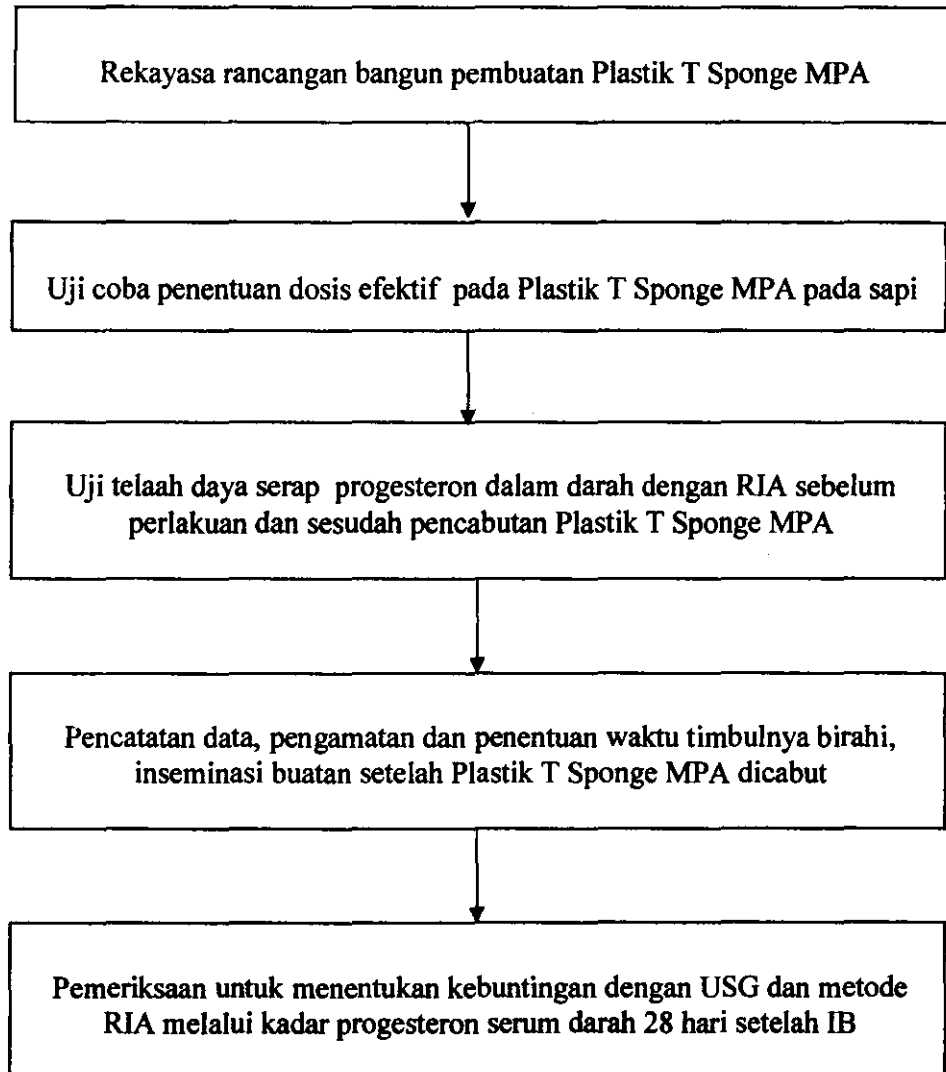 Rekayasa rancangan bangun pembuatan Plastik T Sponge MPA
Uji coba penentuan dosis efektif pada Plastik T Sponge MPA pada sapi
Uji telaah daya serap progesteron dalam darah dengan RIA sebelum
perlakuan dan sesudah pencabutan Plastik T Sponge MPA
Pencatatan data, pengamatan dan penentuan waktu timbulnya birahi,
inseminasi buatan setelah Plastik T Sponge MPA dicabut
Pemeriksaan untuk menentukan kebuntingan dengan USG dan metode
RIA melalui kadar progesteron serum darah 28 hari setelah IB